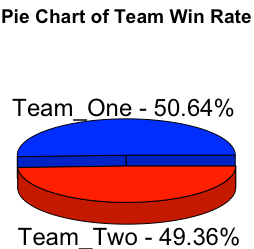 Pie Chart of Team Win Rate
Team_One - 50.64%
Team_Two - 49.36%